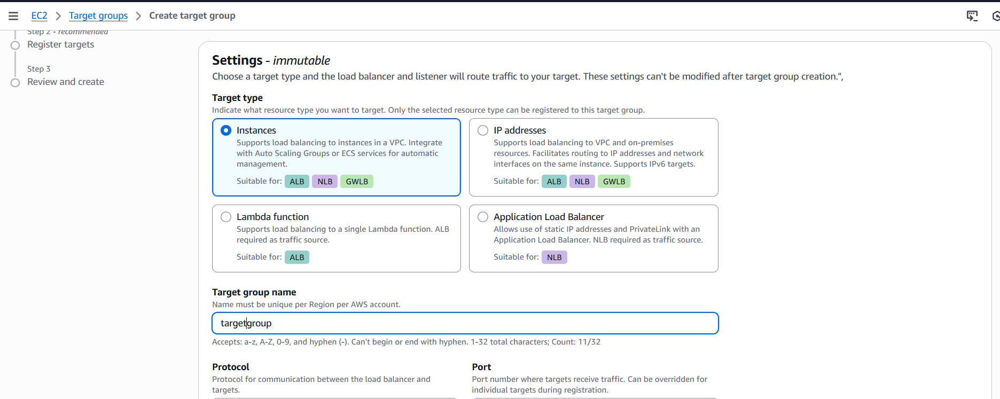 EC2 > Target groups > Create target group
Step 2 - recommended
Register targets
Step 3
Review and create
Settings - immutable
Choose a target type and the load balancer and listener will route traffic to your target. These settings can't be modified after target group creation.",
Target type
Indicate what resource type you want to target. Only the selected resource type can be registered to this target group.
Instances
Supports load balancing to instances in a VPC. Integrate
with Auto Scaling Groups or ECS services for automatic
management.
Suitable for: ALB NLB GWLB
IP addresses
Supports load balancing to VPC and on-premises
resources. Facilitates routing to IP addresses and network
interfaces on the same instance. Supports IPv6 targets.
Suitable for: ALB NLB GWLB
Lambda function
Supports load balancing to a single Lambda function. ALB
required as traffic source.
Suitable for: ALB
Application Load Balancer
Allows use of static IP addresses and PrivateLink with an
Application Load Balancer. NLB required as traffic source.
Suitable for: NLB
Target group name
Name must be unique per Region per AWS account.
targetgroup
Accepts: a-z, A-Z, 0-9, and hyphen (-). Can't begin or end with hyphen. 1-32 total characters; Count: 11/32
Protocol
Protocol for communication between the load balancer and
targets.
Port
Port number where targets receive traffic. Can be overridden for
individual targets during registration.